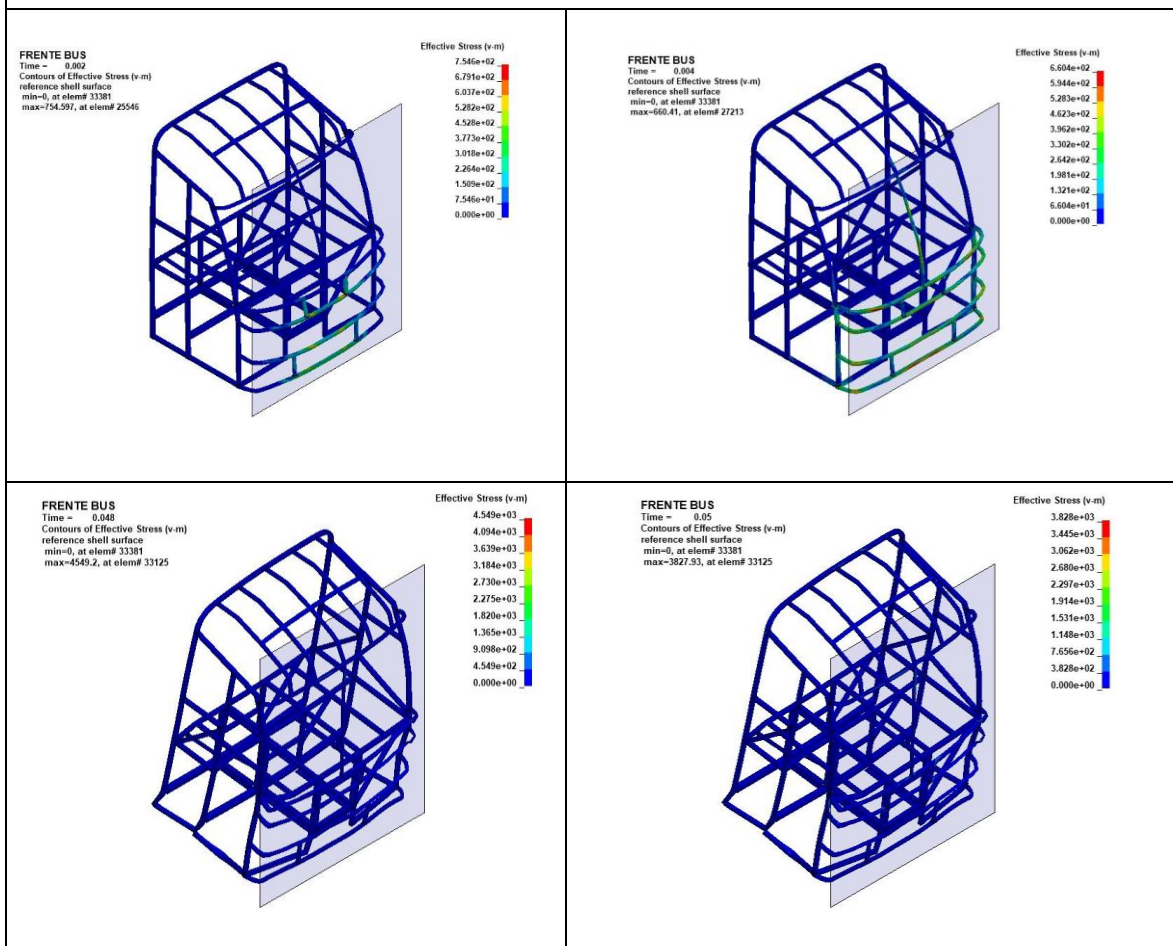 FRENTE BUS
Time = 0.002
Contours of Effective Stress (v-m)
reference shell surface
min=0, at elem# 33381
max=754.597, at elem# 25546
Effective Stress (v-m)
7.546e+02
6.791e+02
6.037e+02
5.282e+02
4.528e+02
3.773e+02
3.018e+02
2.264e+02
1.509e+02
7.546e+01
0.000e+00
FRENTE BUS
Time = 0.004
Contours of Effective Stress (v-m)
reference shell surface
min=0, at elem# 33381
max=660.41, at elem# 27213
Effective Stress (v-m)
6.604e+02
5.944e+02
5.283e+02
4.623e+02
3.962e+02
3.302e+02
2.642e+02
1.981e+02
1.321e+02
6.604e+01
0.000e+00
FRENTE BUS
Time = 0.048
Contours of Effective Stress (v-m)
reference shell surface
min=0, at elem# 33381
max=4549.2, at elem# 33125
Effective Stress (v-m)
4.549e+03
4.094e+03
3.639e+03
3.184e+03
2.730e+03
2.275e+03
1.820e+03
1.365e+03
9.098e+02
4.549e+02
0.000e+00
FRENTE BUS
Time = 0.05
Contours of Effective Stress (v-m)
reference shell surface
min=0, at elem# 33381
max=3827.93, at elem# 33125
Effective Stress (v-m)
3.828e+03
3.445e+03
3.062e+03
2.680e+03
2.297e+03
1.914e+03
1.531e+03
1.148e+03
7.656e+02
3.828e+02
0.000e+00